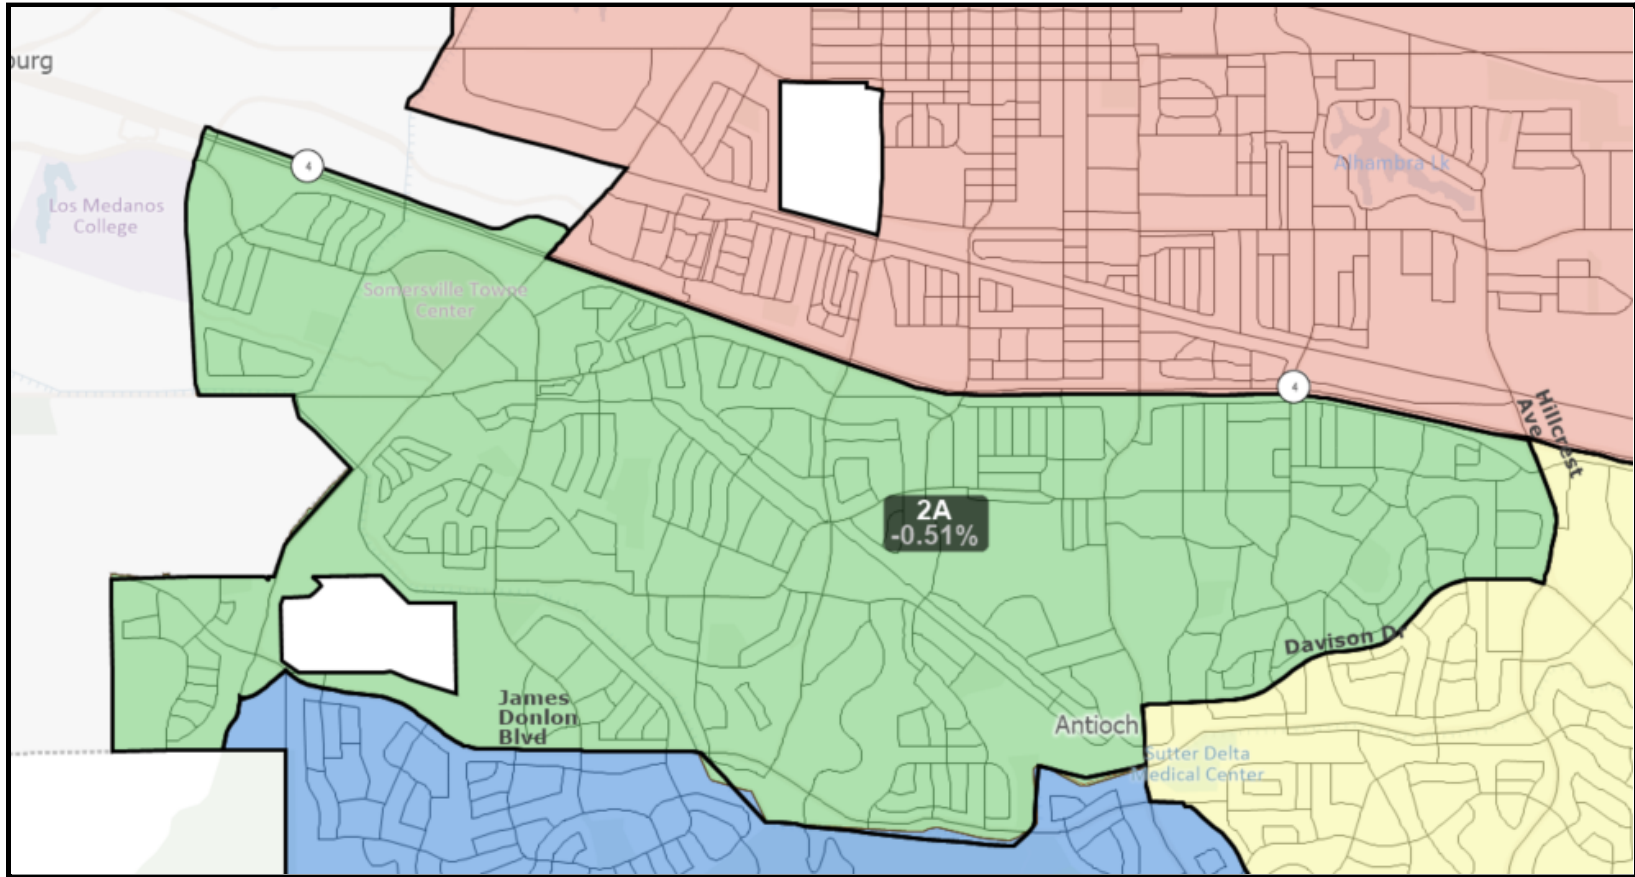 burg
4
Los Medanos
College
Alhambra Lk
Somersville Towne
Center
4
Hillcrest
Ave
2A
-0.51%
Davison Dr
James
Donlon
Blvd
Antioch
Sutter Delta
Medical Center